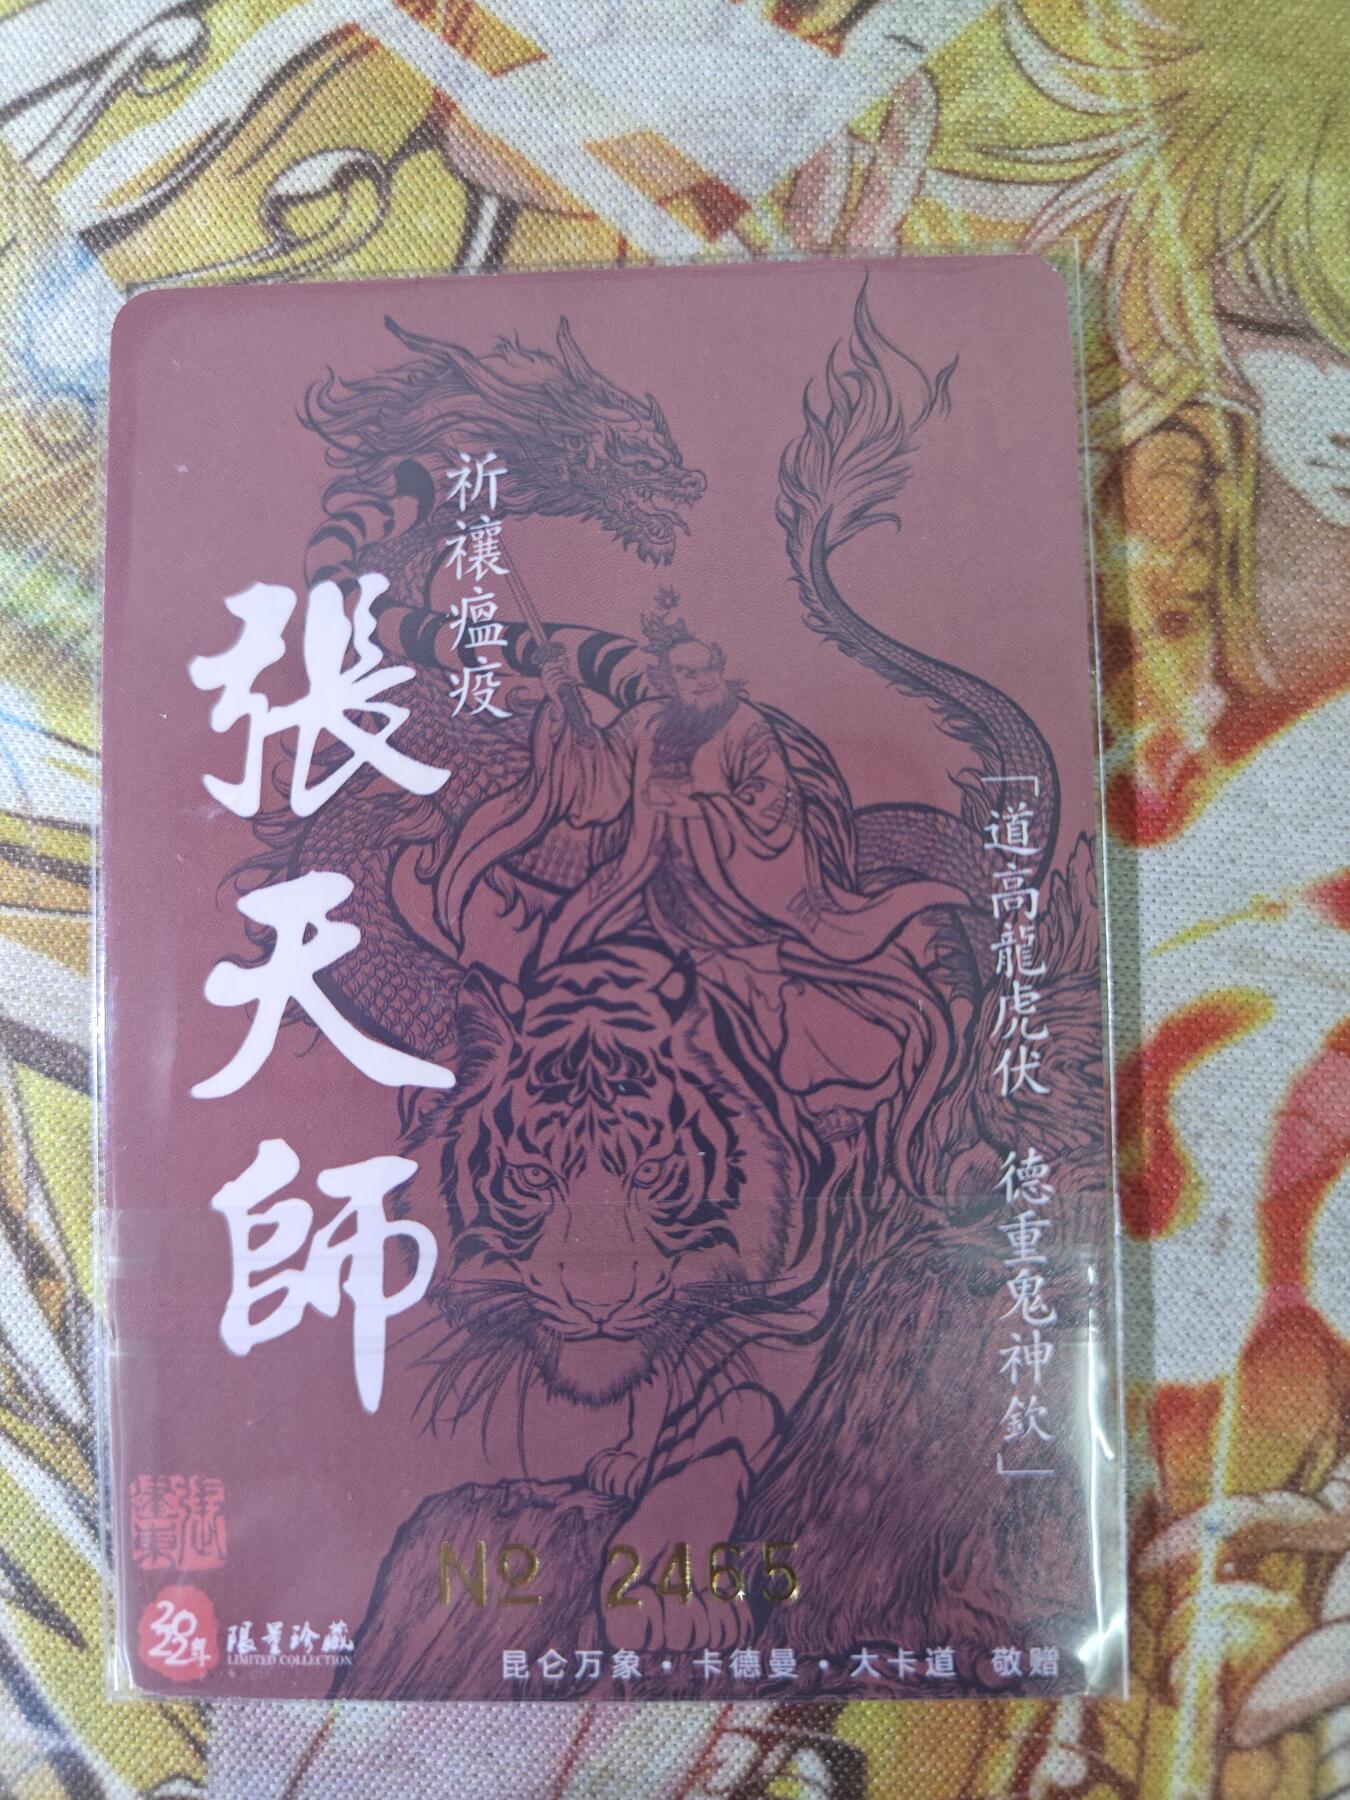 祈禳瘟疫
張天師
「道高龍虎伏 德重鬼神欽」
№ 2465
2022年
限量珍藏
LIMITED COLLECTION
昆仑万象・卡德曼・大卡道 敬赠